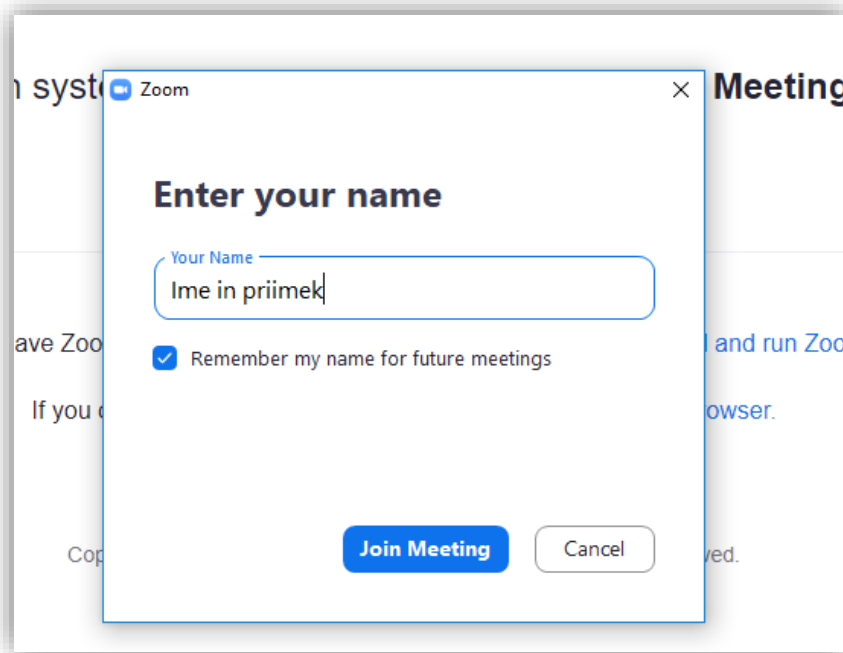 n syste
Meeting
Zoom
Enter your name
Your Name
Ime in priimek
ave Zoo
and run Zoo
Remember my name for future meetings
If you
owser.
Join Meeting
Cancel
Cop
ved.